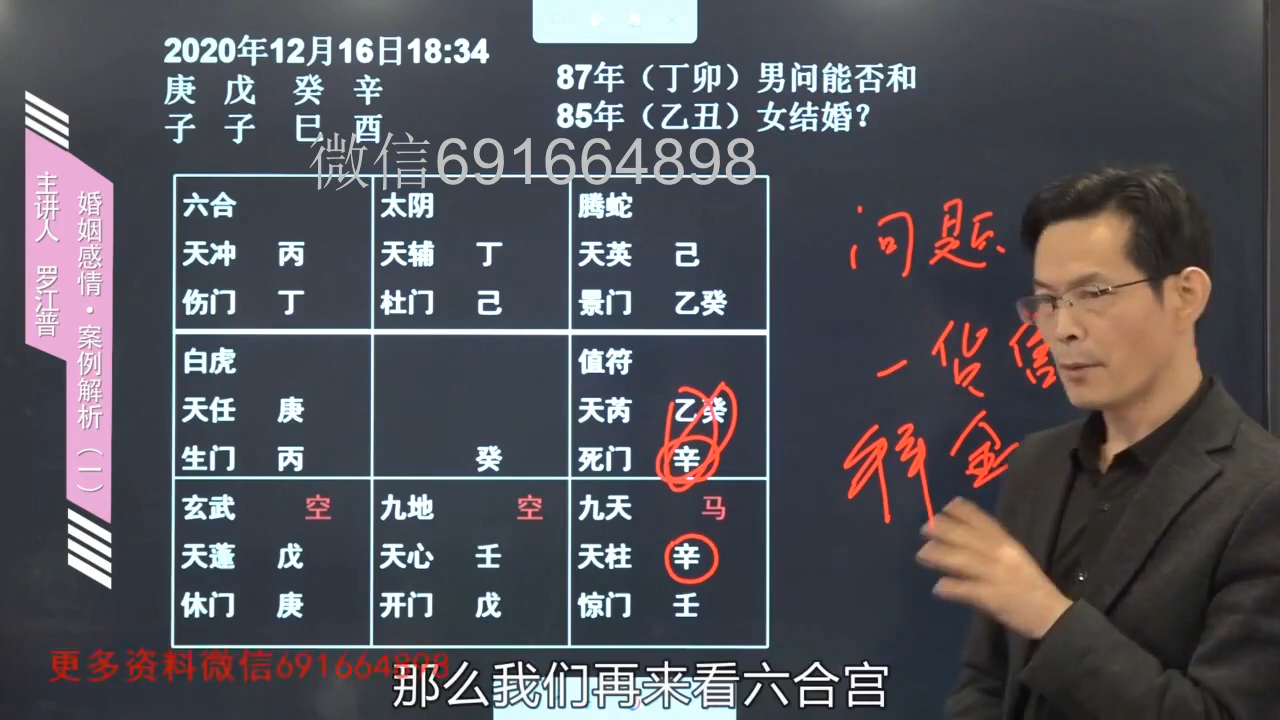 2020年12月16日18:34
庚 戊 癸 辛
子 子 巳 酉
87年（丁卯）男问能否和
85年（乙丑）女结婚？
微信691664898
主讲人 罗江普
婚姻感情·案例解析（一）
六合
天冲 丙
伤门 丁
太阴
天辅 丁
杜门 己
腾蛇
天英 己
景门 乙癸
白虎
天任 庚
生门 丙
癸
值符
天芮 乙癸
死门 辛
玄武 空
天蓬 戊
休门 庚
九地 空
天心 壬
开门 戊
九天 马
天柱 辛
惊门 壬
问题
一货信
释金
更多资料微信691664898
那么我们再来看六合宫